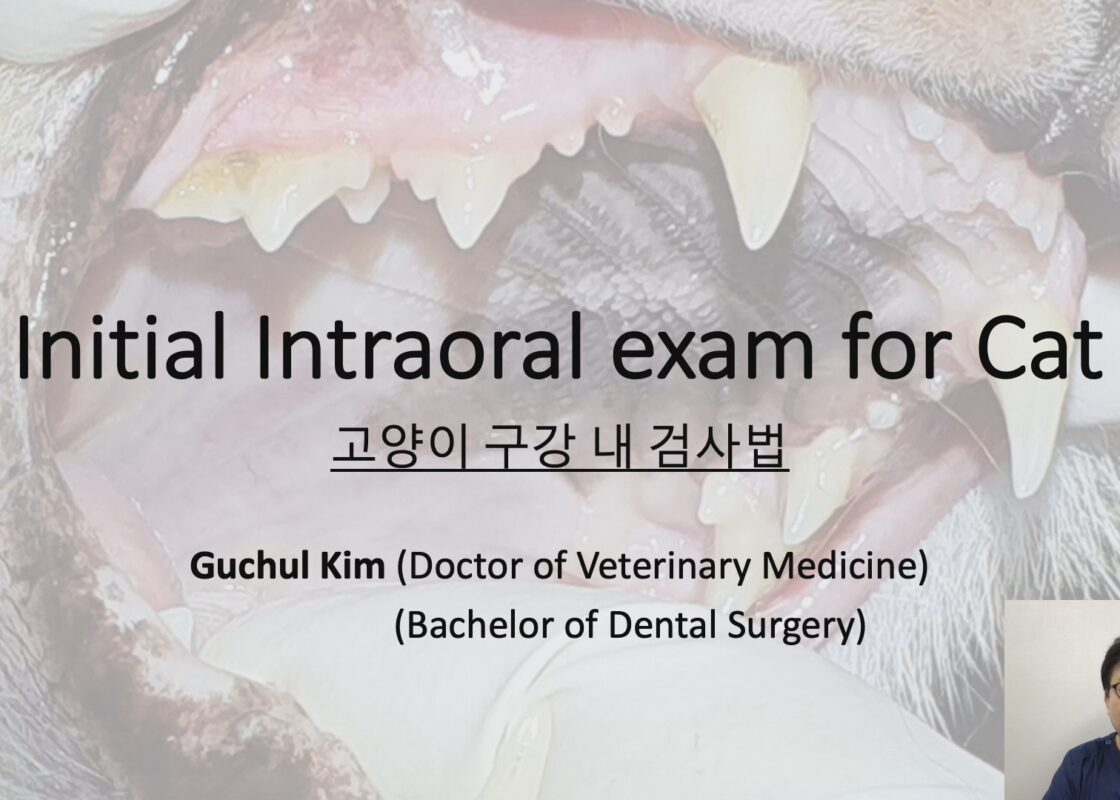 Initial Intraoral exam for Cat
고양이 구강 내 검사법
Guchul Kim (Doctor of Veterinary Medicine)
(Bachelor of Dental Surgery)